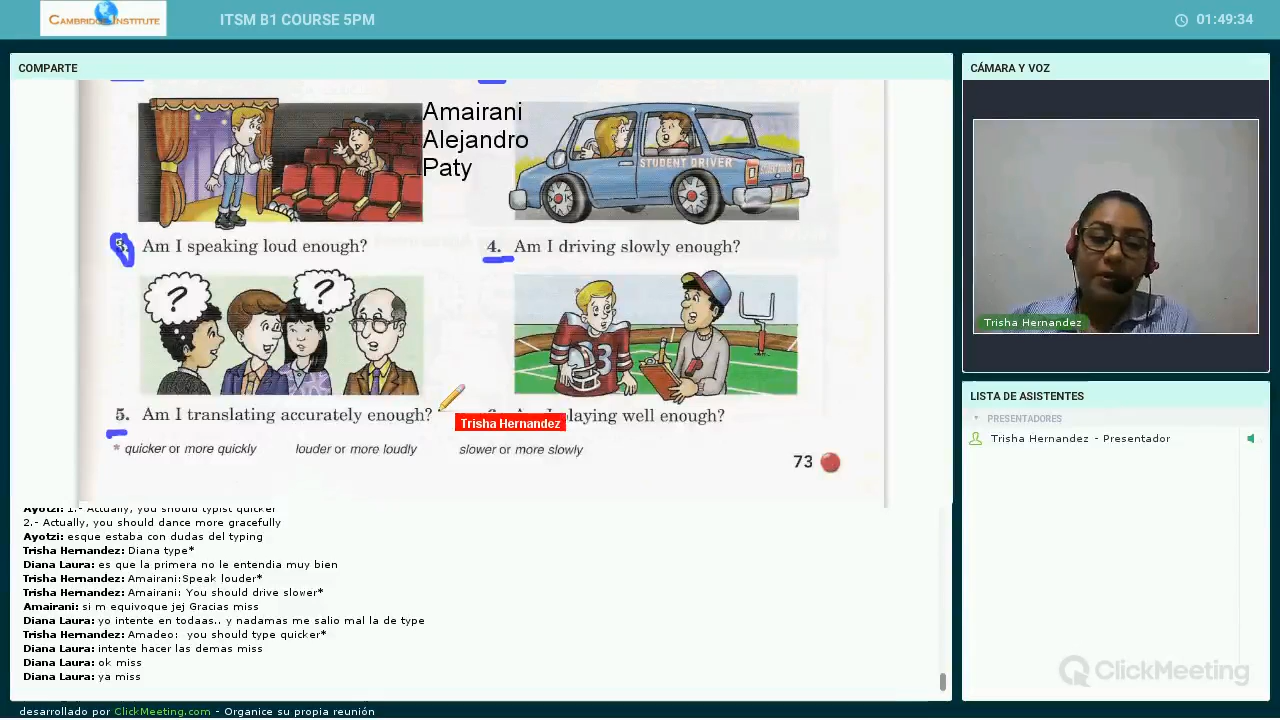 CAMBRIDGE INSTITUTE
ITSM B1 COURSE 5PM
01:49:34
COMPARTE
CÁMARA Y VOZ
Amairani
Alejandro
Paty
STUDENT DRIVER
Am I speaking loud enough?
4. Am I driving slowly enough?
? ?
3
5. Am I translating accurately enough?
playing well enough?
Trisha Hernandez
* quicker or more quickly louder or more loudly slower or more slowly
73
Ayotzi: 1.- Actually, you should typist quicker
2.- Actually, you should dance more gracefully
Ayotzi: esque estaba con dudas del typing
Trisha Hernandez: Diana type*
Diana Laura: es que la primera no le entendia muy bien
Trisha Hernandez: Amairani:Speak louder*
Trisha Hernandez: Amairani: You should drive slower*
Amairani: si m equivoque jej Gracias miss
Diana Laura: yo intente en todaas.. y nadamas me salio mal la de type
Trisha Hernandez: Amadeo: you should type quicker*
Diana Laura: intente hacer las demas miss
Diana Laura: ok miss
Diana Laura: ya miss
Trisha Hernandez
LISTA DE ASISTENTES
PRESENTADORES
Trisha Hernandez - Presentador
ClickMeeting
desarrollado por ClickMeeting.com - Organice su propia reunión